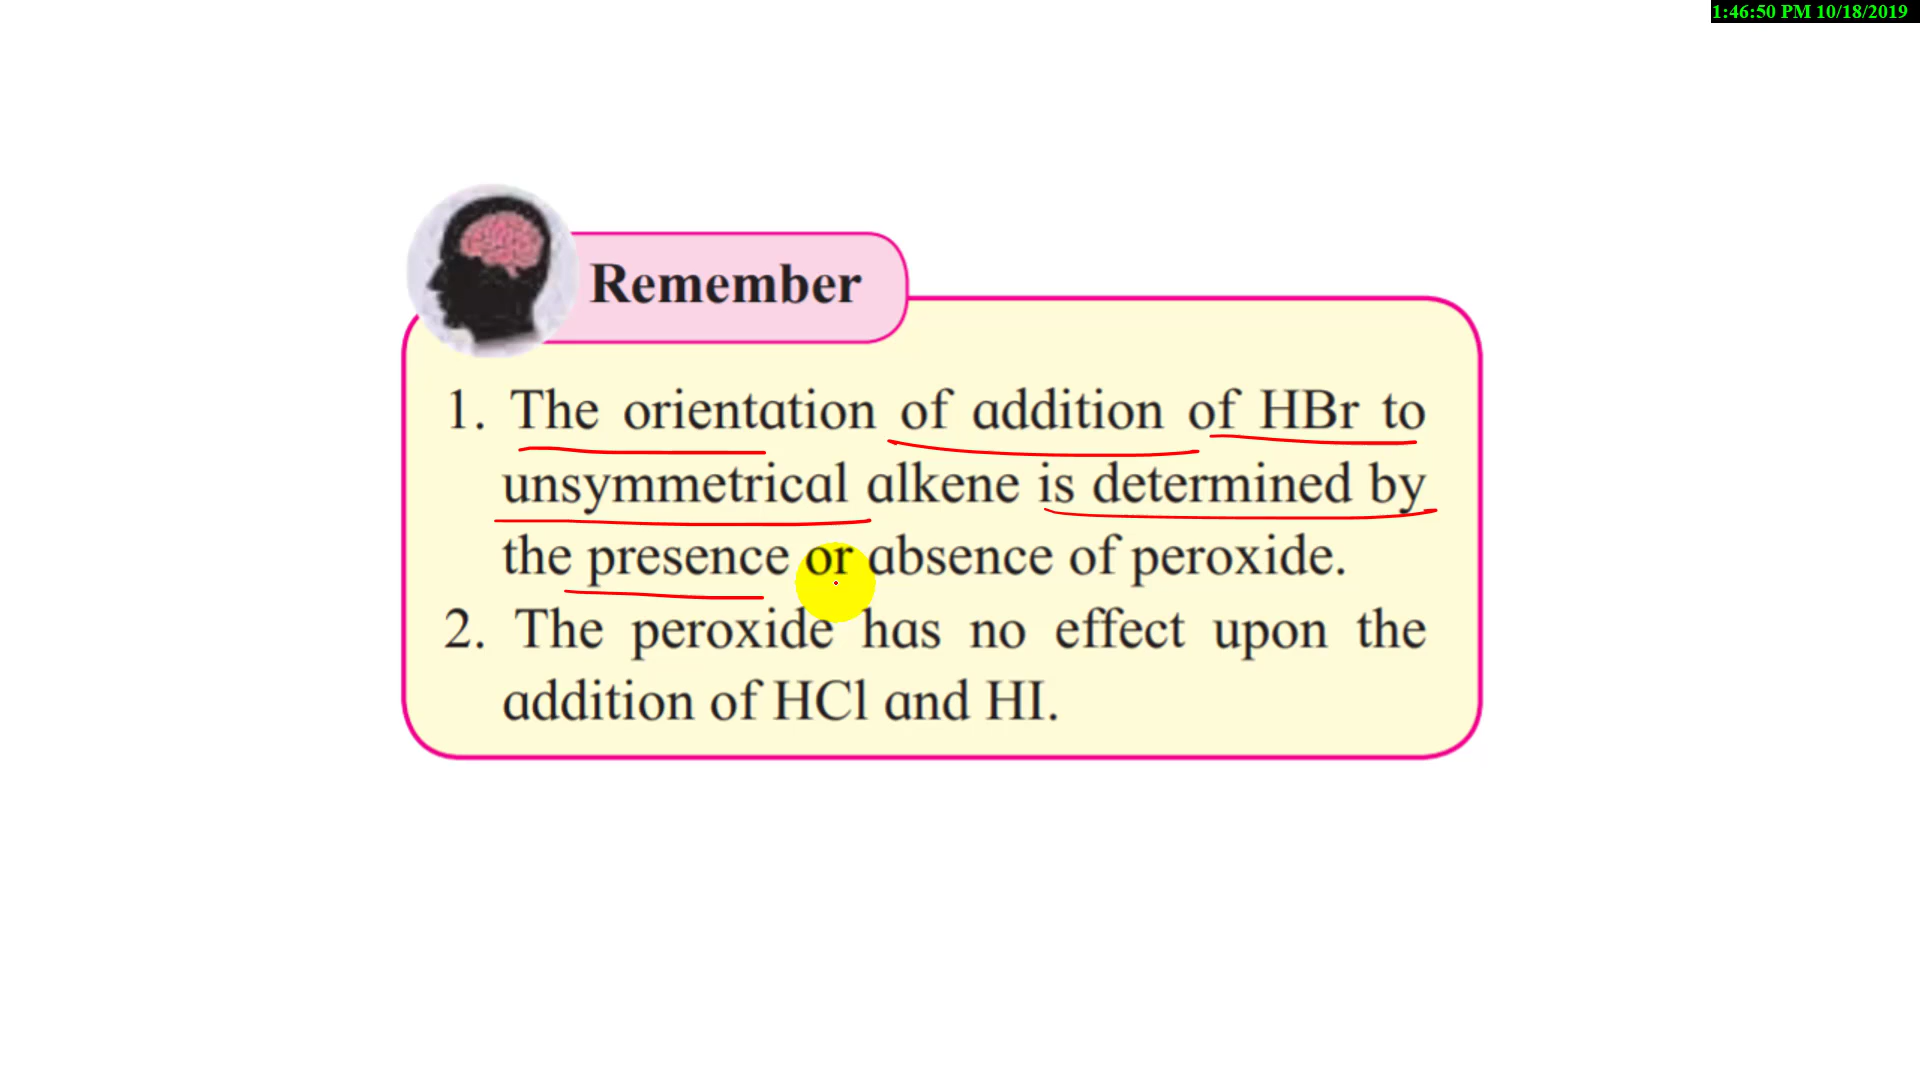 1:46:50 PM 10/18/2019
Remember
1. The orientation of addition of HBr to
unsymmetrical alkene is determined by
the presence or absence of peroxide.
2. The peroxide has no effect upon the
addition of HCl and HI.